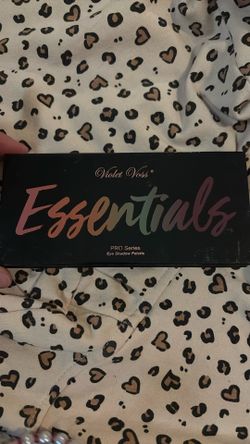 Violet Voss®
Essentials
PRO Series
Eye Shadow Palette